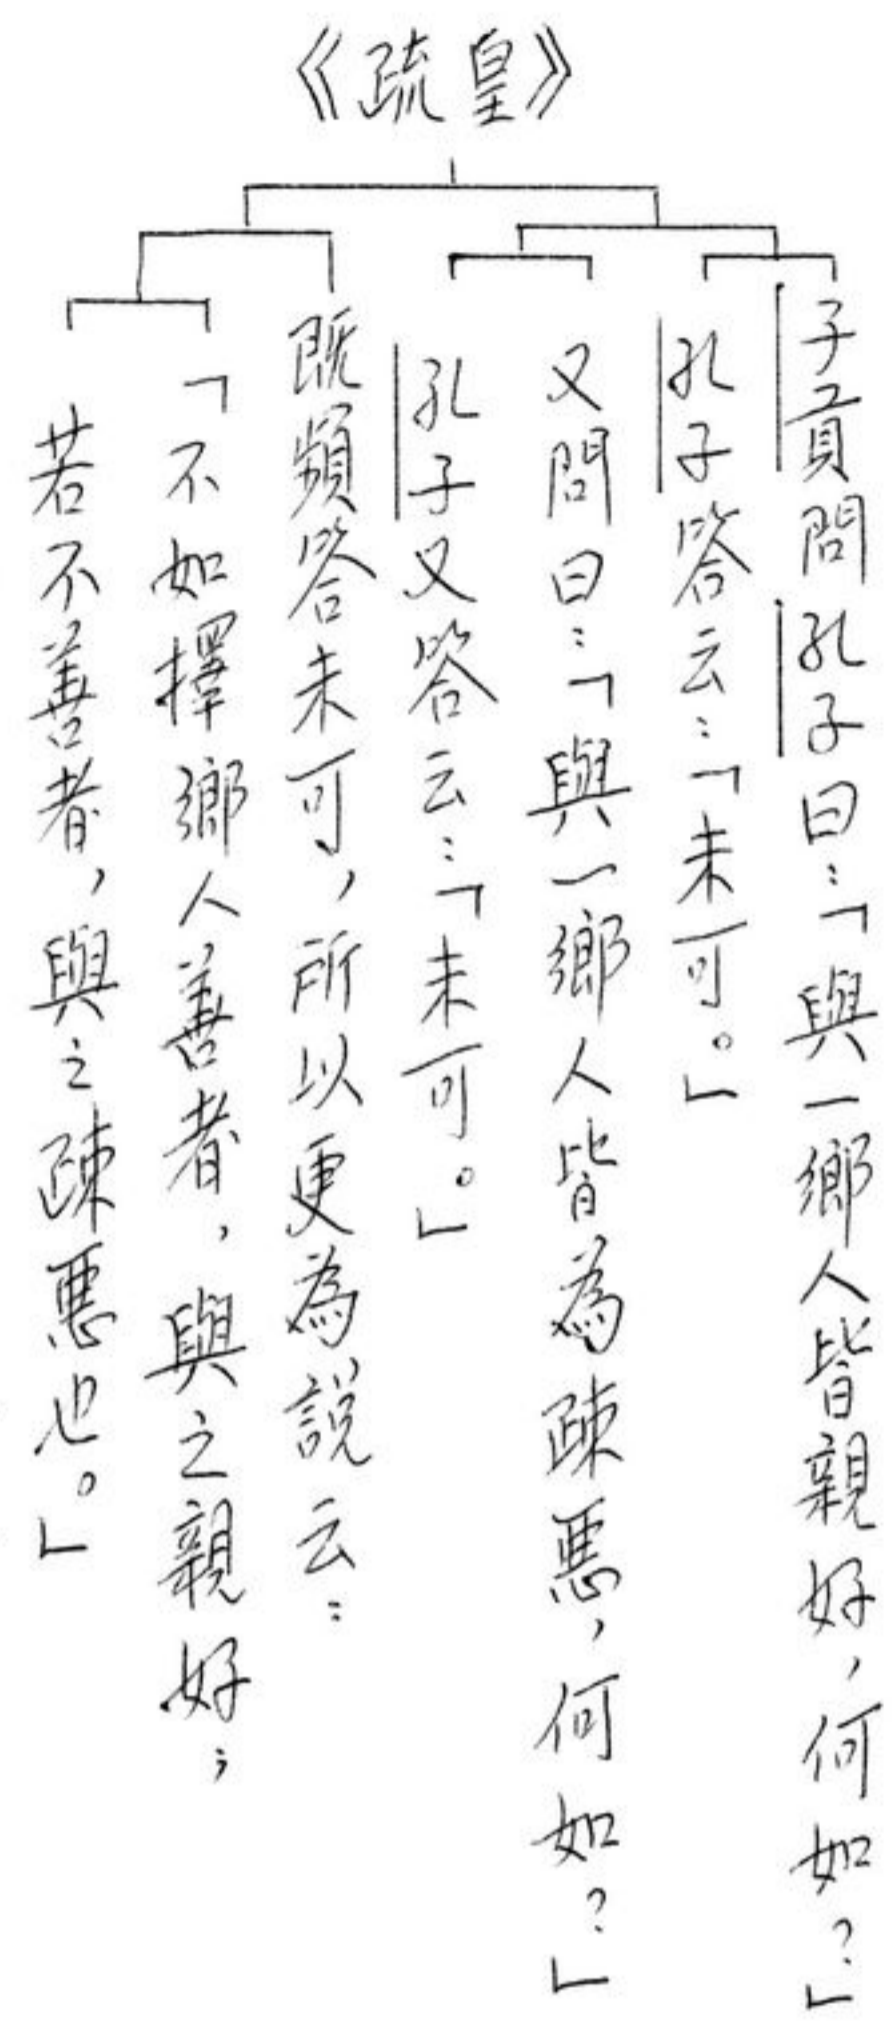 《皇疏》
子貢問孔子曰:「與一鄉人皆親好,何如?」
孔子答云:「未可。」
又問曰:「與一鄉人皆為疎惡,何如?」
孔子又答云:「未可。」
既頻答未可,所以更為說云:
「不如擇鄉人善者,與之親好;
若不善者,與之疎惡也。」